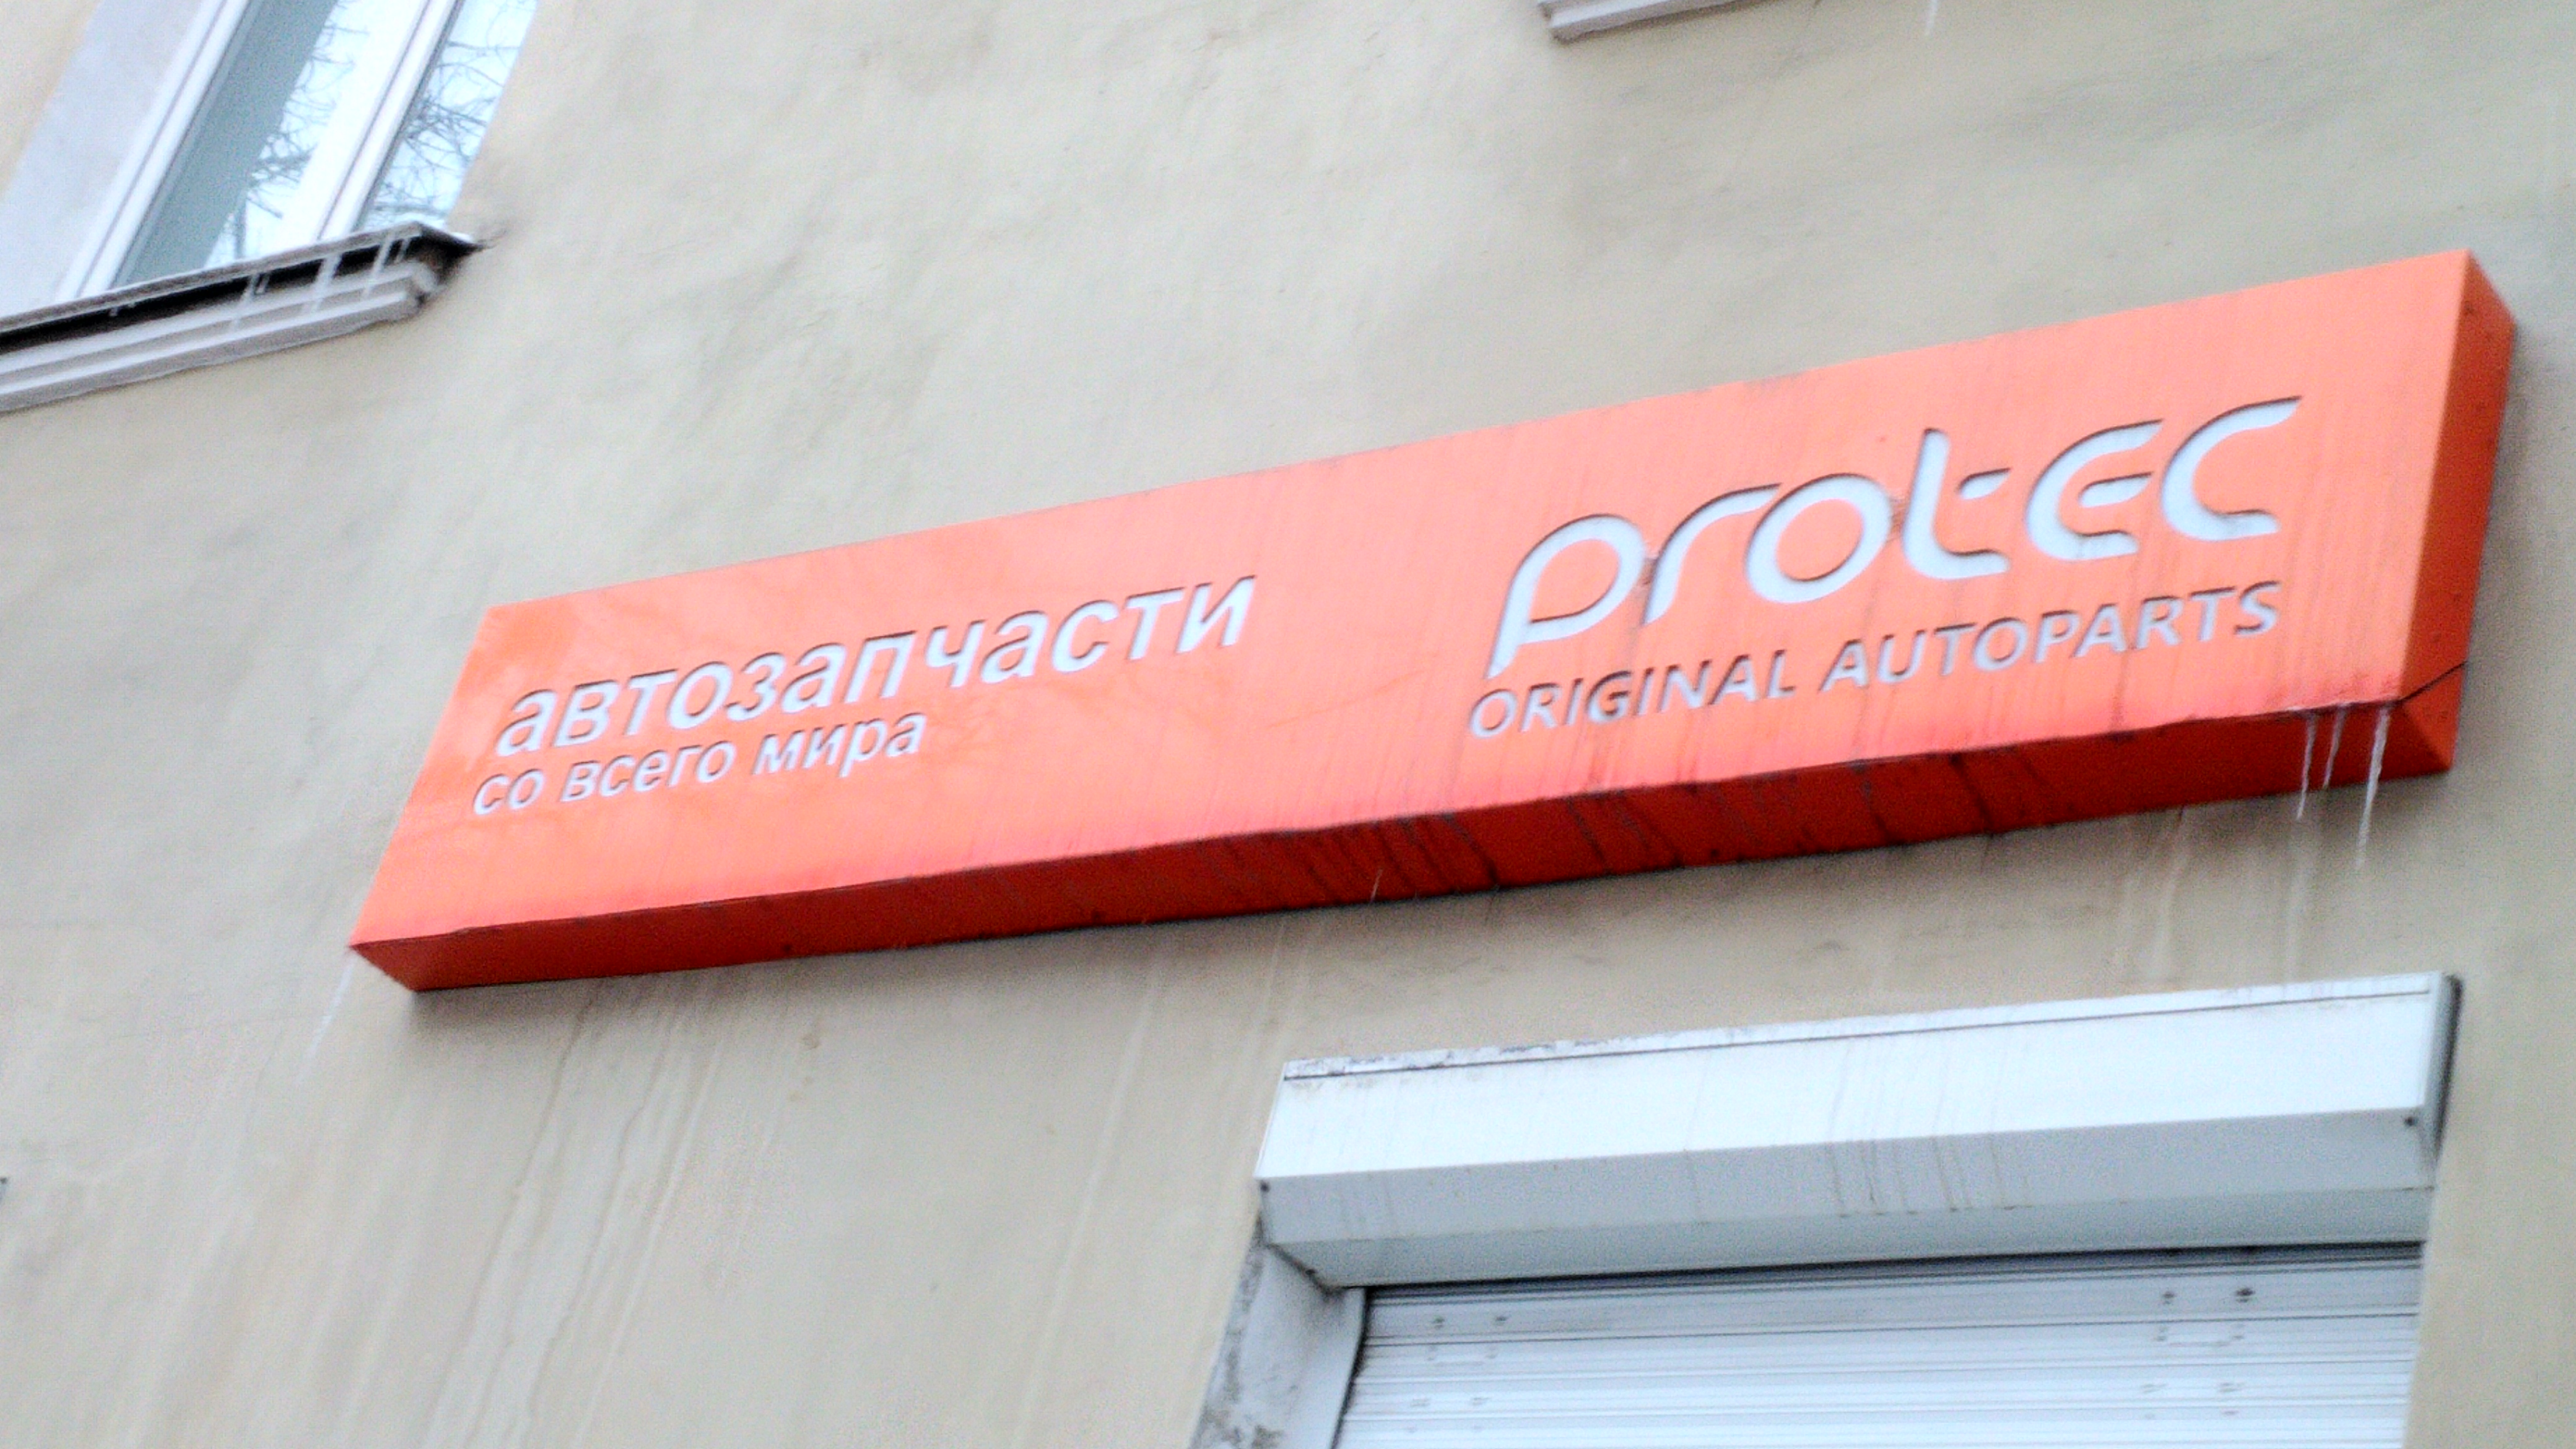 автозапчасти
со всего мира
protec
ORIGINAL AUTOPARTS